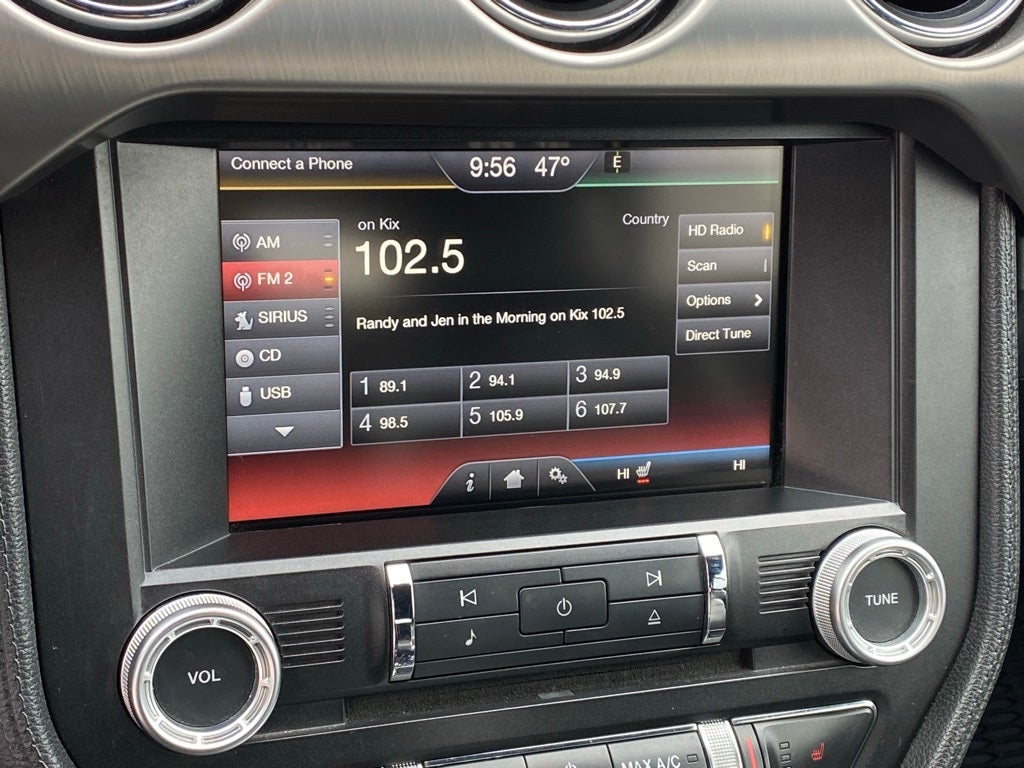 Connect a Phone
9:56 47° E
on Kix
Country
102.5
Randy and Jen in the Morning on Kix 102.5
AM
FM 2
SIRIUS
CD
USB
HD Radio
Scan
Options
Direct Tune
1 89.1
2 94.1
3 94.9
4 98.5
5 105.9
6 107.7
i
HI
HI
VOL
TUNE
MAX A/C